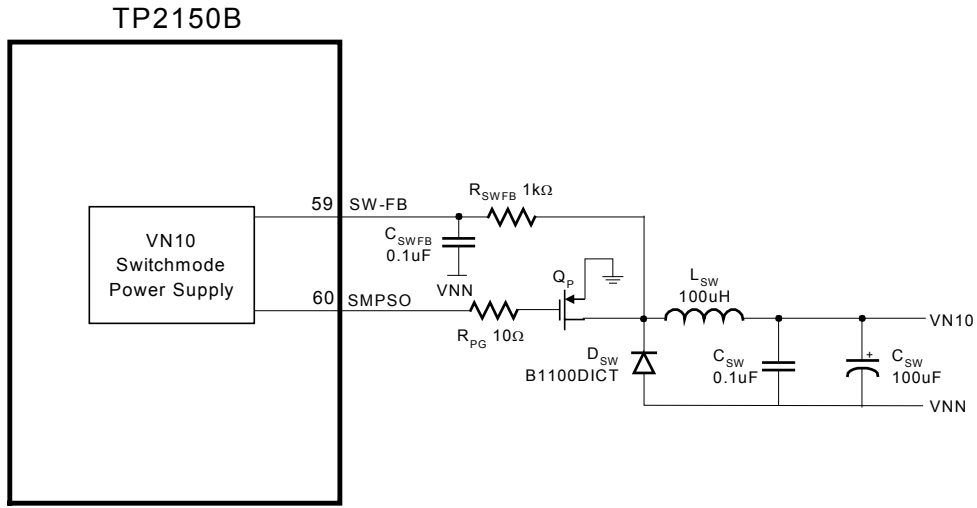 TP2150B
VN10
Switchmode
Power Supply
59 SW-FB
60 SMPSO
R_SWFB 1kΩ
C_SWFB
0.1uF
VNN
R_PG 10Ω
Q_P
D_SW
B1100DICT
L_SW
100uH
C_SW
0.1uF
+
C_SW
100uF
VN10
VNN